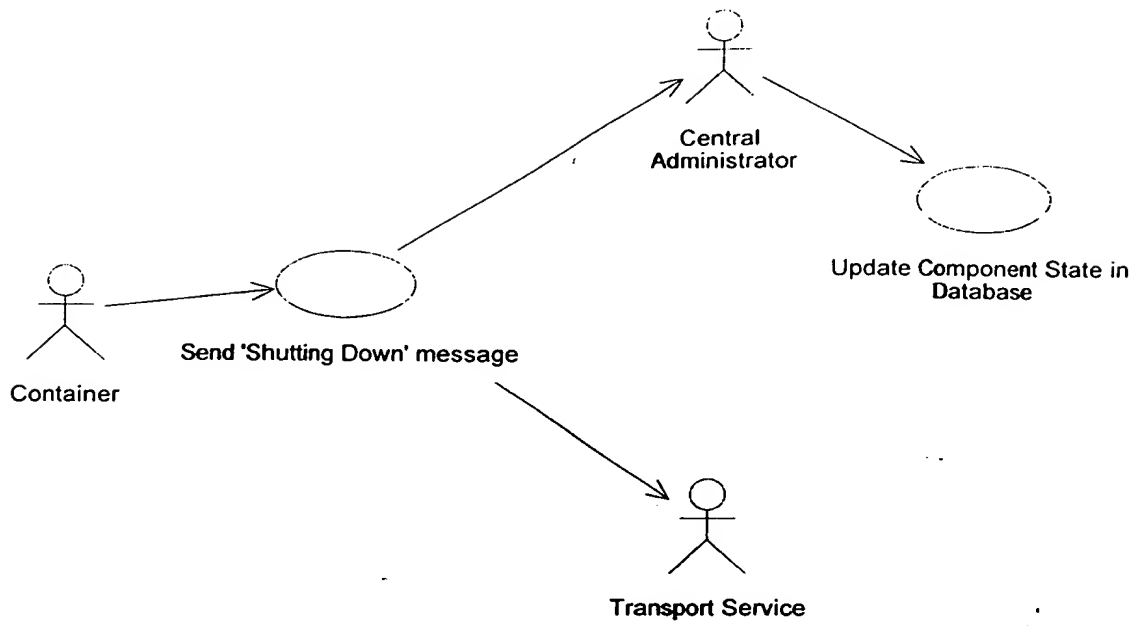 Central
Administrator
Update Component State in
Database
Send 'Shutting Down' message
Container
Transport Service